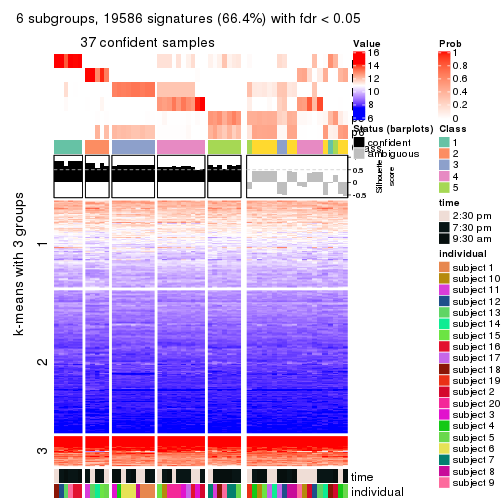 6 subgroups, 19586 signatures (66.4%) with fdr < 0.05
37 confident samples
k-means with 3 groups
1
2
3
0.5
0
-0.5
Silhouette
score
time
individual
Value
16
14
12
10
8
6
Status (barplots)
confident
ambiguous
Prob
1
0.8
0.6
0.4
0.2
0
Class
1
2
3
4
5
time
2:30 pm
7:30 pm
9:30 am
individual
subject 1
subject 10
subject 11
subject 12
subject 13
subject 14
subject 15
subject 16
subject 17
subject 18
subject 19
subject 2
subject 20
subject 3
subject 4
subject 5
subject 6
subject 7
subject 8
subject 9